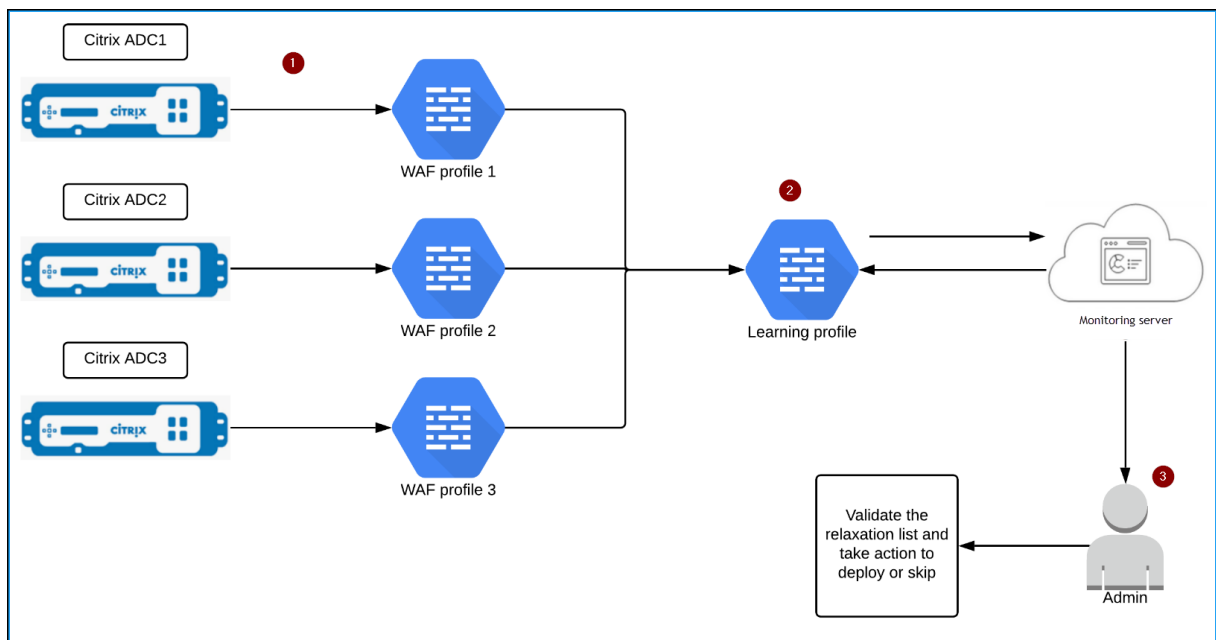 Citrix ADC1
1
CITRIX
WAF profile 1
Citrix ADC2
CITRIX
WAF profile 2
2
Learning profile
Monitoring server
Citrix ADC3
CITRIX
WAF profile 3
3
Validate the
relaxation list and
take action to
deploy or skip
Admin